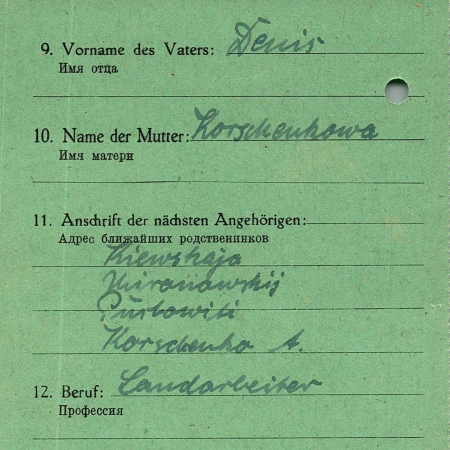 9. Vorname des Vaters: Denis
Имя отца
10. Name der Mutter: Korschenkowa
Имя матери
11. Anschrift der nächsten Angehörigen:
Адрес ближайших родственников
Kiewskaja
Mironawskij
Korschenko A.
12. Beruf: Landarbeiter
Профессия